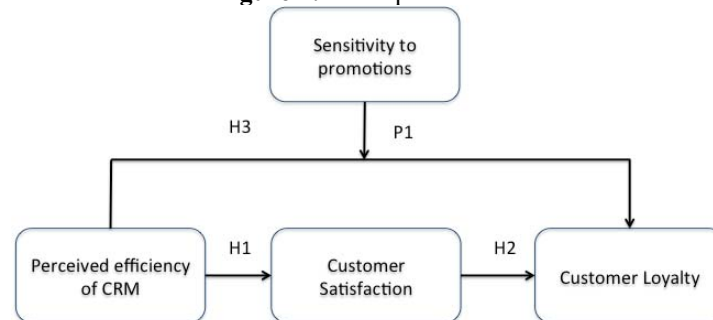 Sensitivity to
promotions
H3
P1
H1
H2
Perceived efficiency
of CRM
Customer
Satisfaction
Customer Loyalty